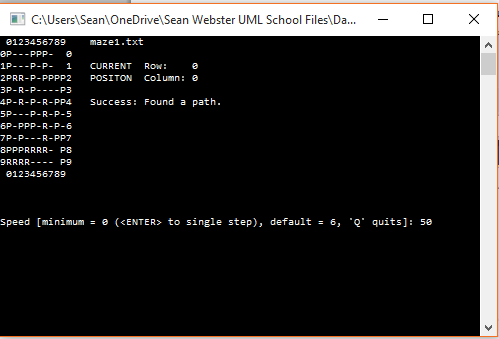 C:\Users\Sean\OneDrive\Sean Webster UML School Files\Da...
 0123456789    maze1.txt
0P---PPP-  0
1P---P-P-  1   CURRENT  Row:    0
2PRR-P-PPPP2   POSITON  Column: 0
3P-R-P----P3
4P-R-P-R-PP4   Success: Found a path.
5P---P-R-P-5
6P-PPP-R-P-6
7P-P---R-PP7
8PPPRRRR- P8
9RRRR---- P9
 0123456789
Speed [minimum = 0 (<ENTER> to single step), default = 6, 'Q' quits]: 50